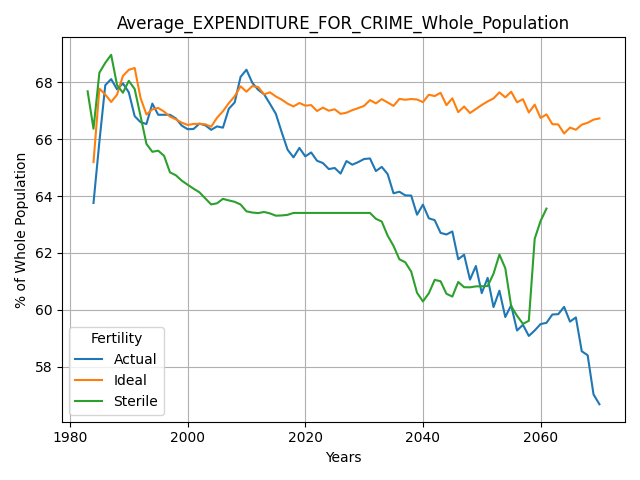 Average_EXPENDITURE_FOR_CRIME_Whole_Population
% of Whole Population
68
66
64
62
60
58
Fertility
Actual
Ideal
Sterile
1980 2000 2020 2040 2060
Years